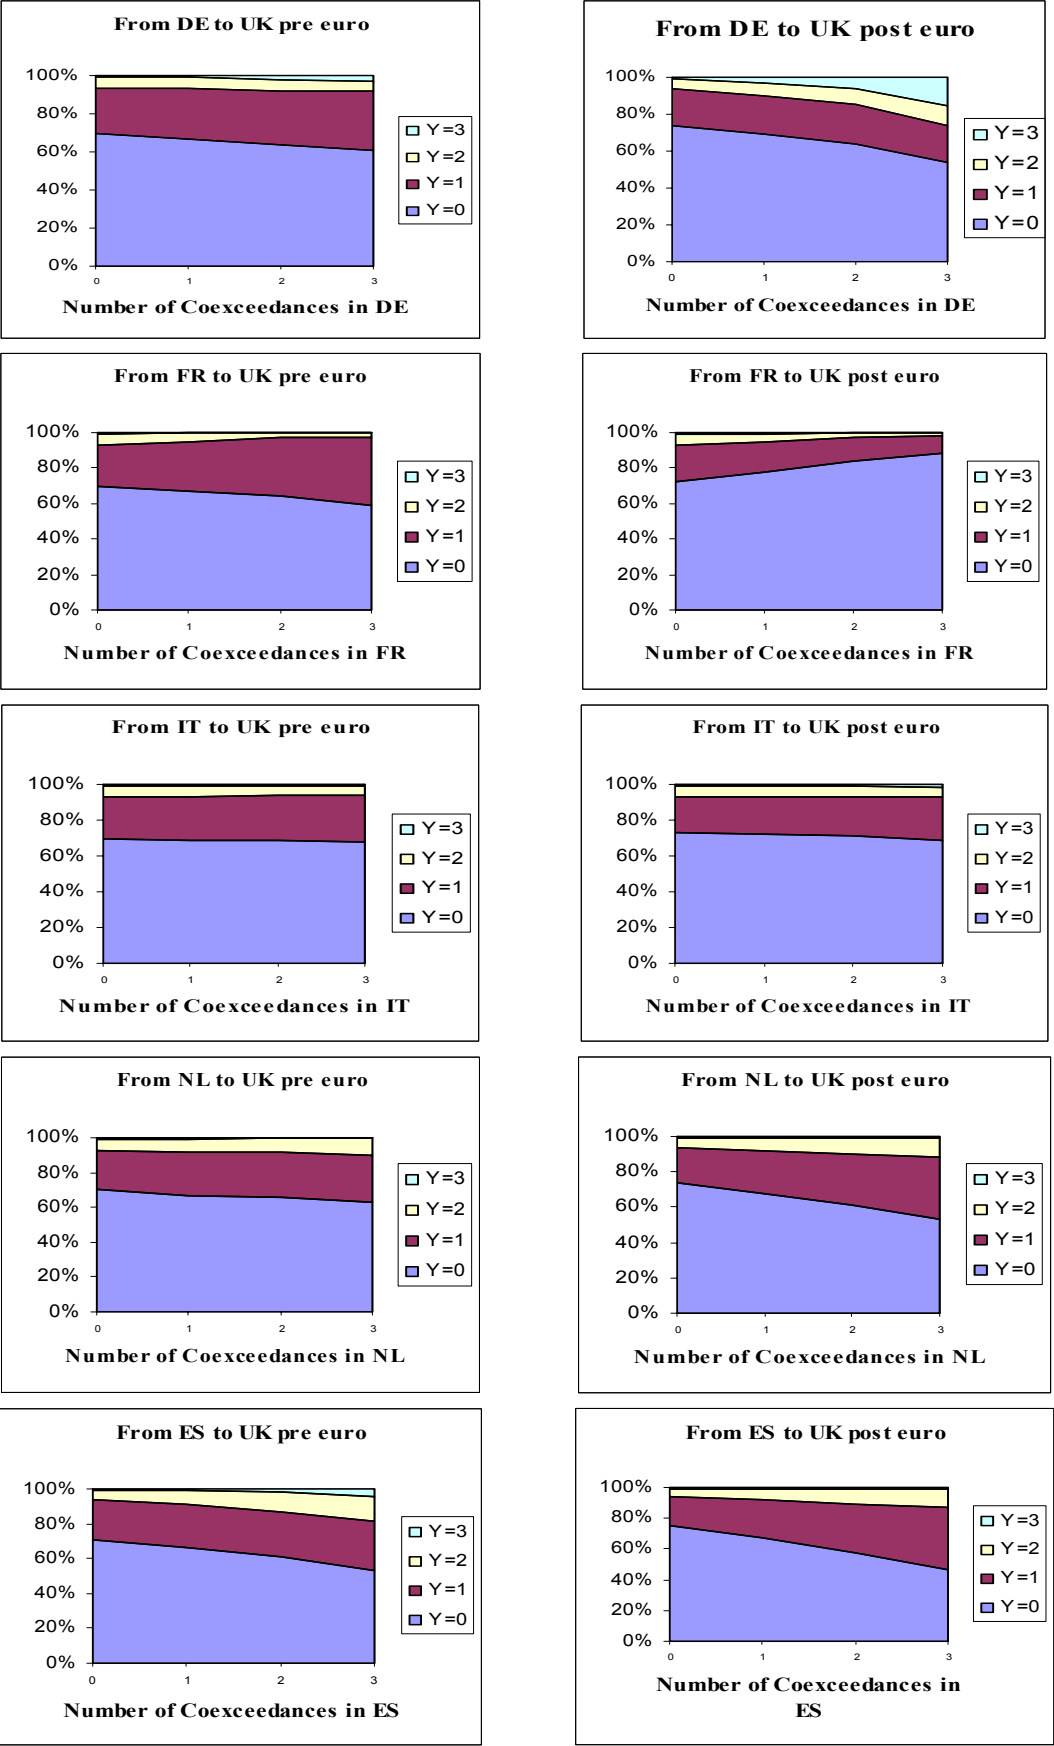 From DE to UK pre euro
100%
80%
60%
40%
20%
0%
0 1 2 3
Number of Coexceedances in DE
Y=3
Y=2
Y=1
Y=0
From DE to UK post euro
100%
80%
60%
40%
20%
0%
0 1 2 3
Number of Coexceedances in DE
Y=3
Y=2
Y=1
Y=0
From FR to UK pre euro
100%
80%
60%
40%
20%
0%
0 1 2 3
Number of Coexceedances in FR
Y=3
Y=2
Y=1
Y=0
From FR to UK post euro
100%
80%
60%
40%
20%
0%
0 1 2 3
Number of Coexceedances in FR
Y=3
Y=2
Y=1
Y=0
From IT to UK pre euro
100%
80%
60%
40%
20%
0%
0 1 2 3
Number of Coexceedances in IT
Y=3
Y=2
Y=1
Y=0
From IT to UK post euro
100%
80%
60%
40%
20%
0%
0 1 2 3
Number of Coexceedances in IT
Y=3
Y=2
Y=1
Y=0
From NL to UK pre euro
100%
80%
60%
40%
20%
0%
0 1 2 3
Number of Coexceedances in NL
Y=3
Y=2
Y=1
Y=0
From NL to UK post euro
100%
80%
60%
40%
20%
0%
0 1 2 3
Number of Coexceedances in NL
Y=3
Y=2
Y=1
Y=0
From ES to UK pre euro
100%
80%
60%
40%
20%
0%
0 1 2 3
Number of Coexceedances in ES
Y=3
Y=2
Y=1
Y=0
From ES to UK post euro
100%
80%
60%
40%
20%
0%
0 1 2 3
Number of Coexceedances in
ES
Y=3
Y=2
Y=1
Y=0